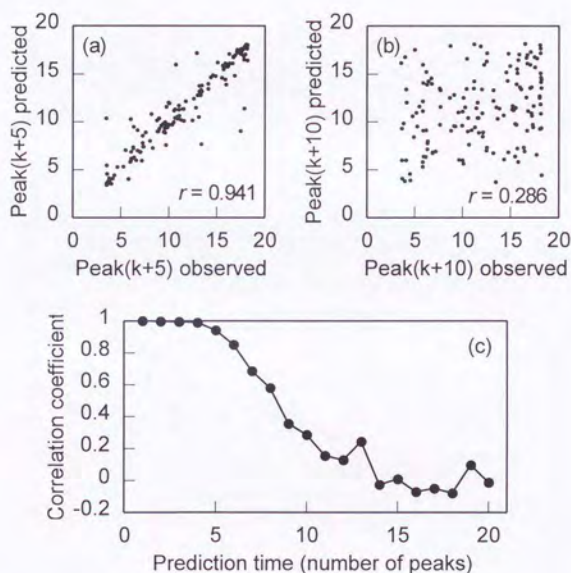 (a)
Peak(k+5) predicted
20
15
10
5
0
r = 0.941
0 5 10 15 20
Peak(k+5) observed
(b)
Peak(k+10) predicted
20
15
10
5
0
r = 0.286
0 5 10 15 20
Peak(k+10) observed
(c)
Correlation coefficient
1
0.8
0.6
0.4
0.2
0
-0.2
0 5 10 15 20
Prediction time (number of peaks)